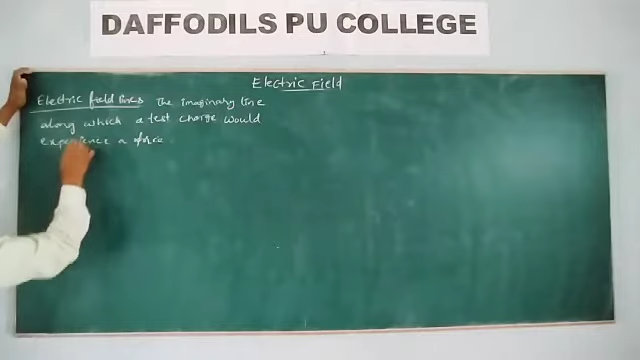 DAFFODILS PU COLLEGE
Electric Field
Electric field lines The imaginary line
along which a test charge would
experience a force